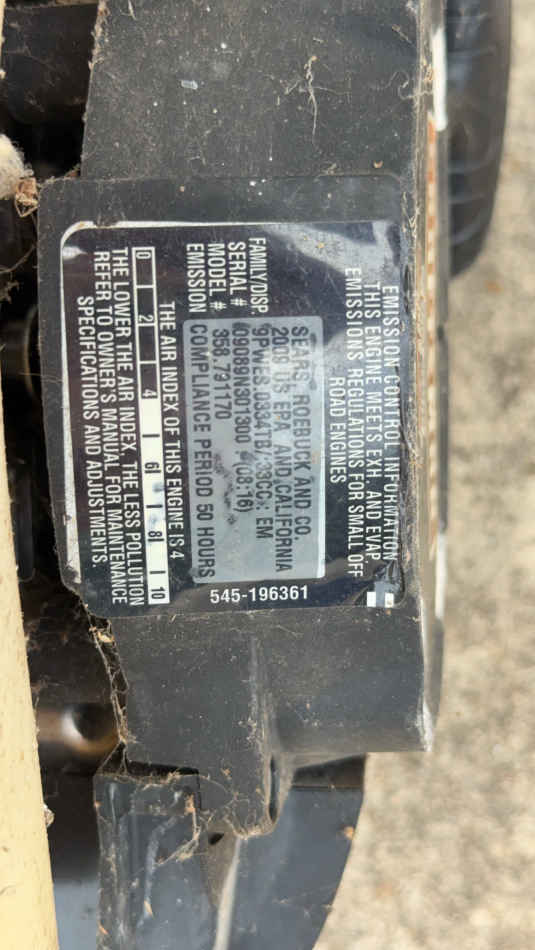 EMISSION CONTROL INFORMATION
THIS ENGINE MEETS EXH. AND EVAP.
EMISSIONS REGULATIONS FOR SMALL OFF
ROAD ENGINES
SEARS, ROEBUCK AND CO.
2009 US EPA AND CALIFORNIA
FAMILY/DISP. 9PWES.0334TB/ 33CC; EM
SERIAL # 09089N301300 (08:16)
MODEL # 358.791170
EMISSION COMPLIANCE PERIOD 50 HOURS
THE AIR INDEX OF THIS ENGINE IS 4
0 | 2 | 4 | 6 | 8 | 10
THE LOWER THE AIR INDEX, THE LESS POLLUTION
REFER TO OWNER'S MANUAL FOR MAINTENANCE
SPECIFICATIONS AND ADJUSTMENTS.
545-196361